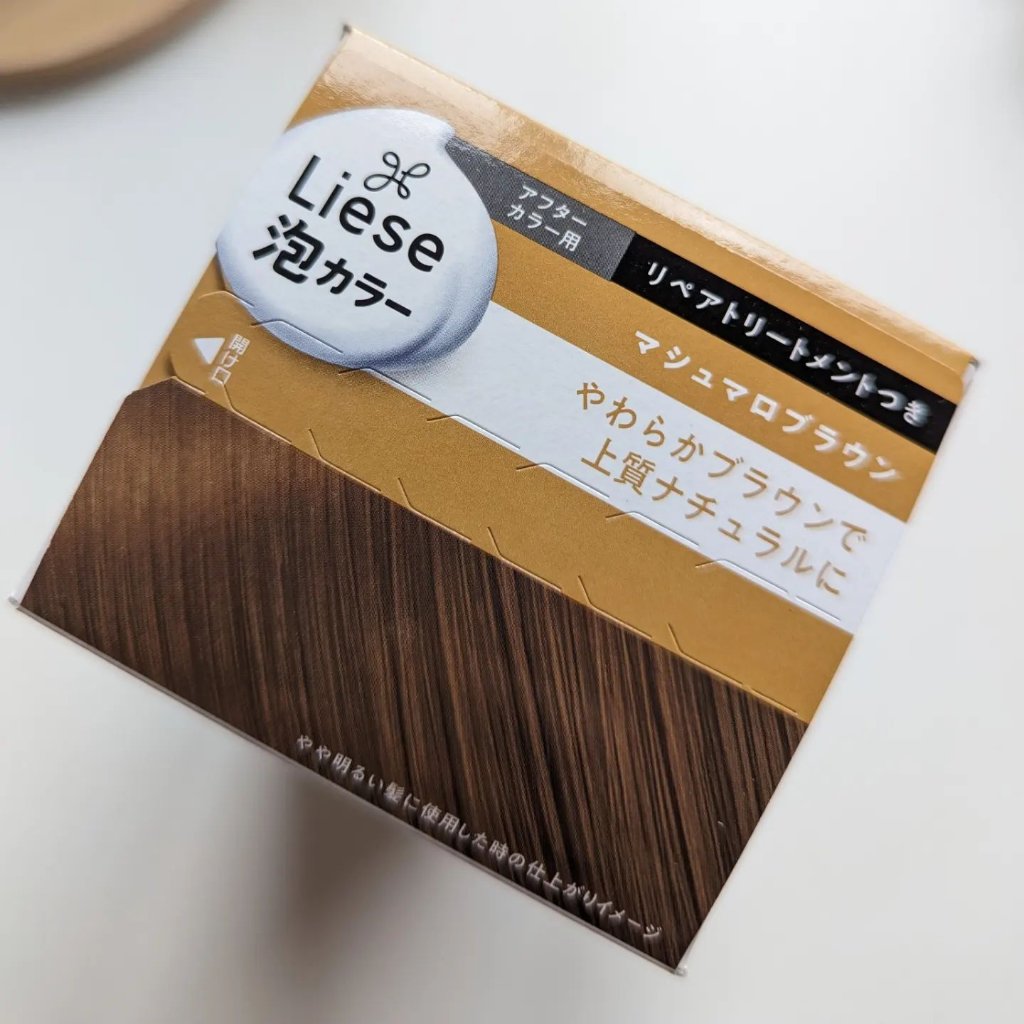 Liese
泡カラー
アフター
カラー用
リペアトリートメントつき
マシュマロブラウン
やわらかブラウンで
上質ナチュラルに
開け口
やや明るい髪に使用した時の仕上がりイメージ